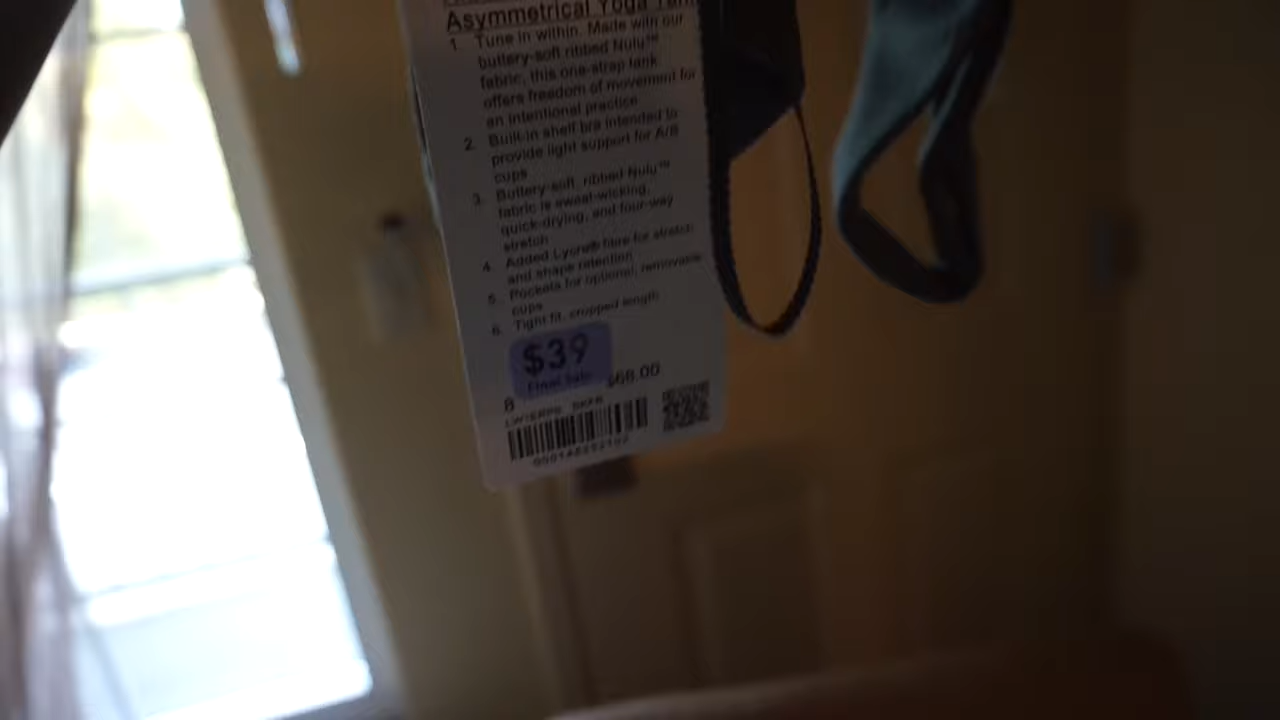 Asymmetrical Yoga Tank
1. Tune in within. Made with our
buttery-soft ribbed Nulu™
fabric, this one-strap tank
offers freedom of movement for
an intentional practice
2. Built-in shelf bra intended to
provide light support for A/B
cups
3. Buttery-soft, ribbed Nulu™
fabric is sweat-wicking,
quick-drying, and four-way
stretch
4. Added Lycra® fibre for stretch
and shape retention
5. Pockets for optional, removable
cups
6. Tight fit, cropped length
$39
Final Sale
$68.00
8